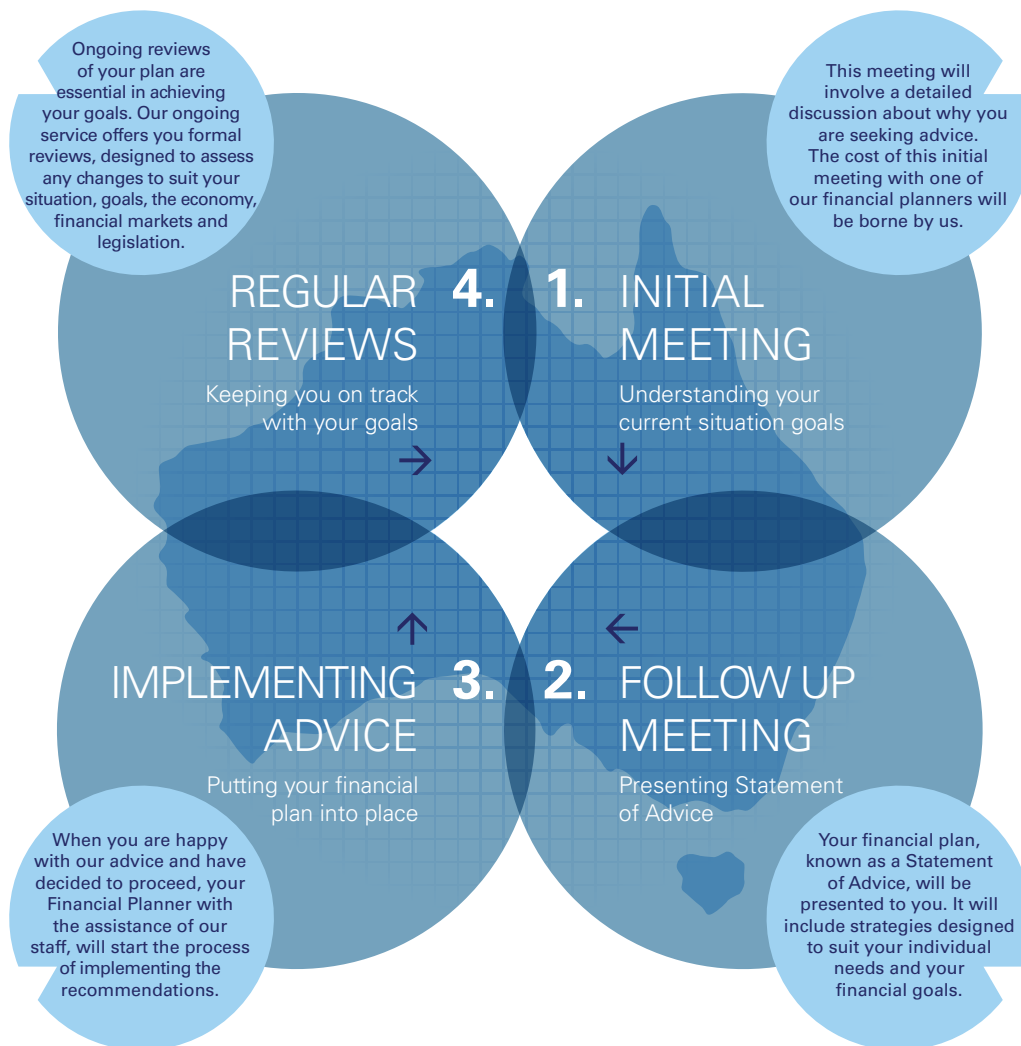 Ongoing reviews
of your plan are
essential in achieving
your goals. Our ongoing
service offers you formal
reviews, designed to assess
any changes to suit your
situation, goals, the economy,
financial markets and
legislation.
This meeting will
involve a detailed
discussion about why you
are seeking advice.
The cost of this initial
meeting with one of
our financial planners will
be borne by us.
REGULAR 4.
REVIEWS
Keeping you on track
with your goals
→
1. INITIAL
MEETING
Understanding your
current situation goals
↓
↑
IMPLEMENTING 3.
ADVICE
Putting your financial
plan into place
←
2. FOLLOW UP
MEETING
Presenting Statement
of Advice
When you are happy
with our advice and have
decided to proceed, your
Financial Planner with
the assistance of our
staff, will start the process
of implementing the
recommendations.
Your financial plan,
known as a Statement
of Advice, will be
presented to you. It will
include strategies designed
to suit your individual
needs and your
financial goals.